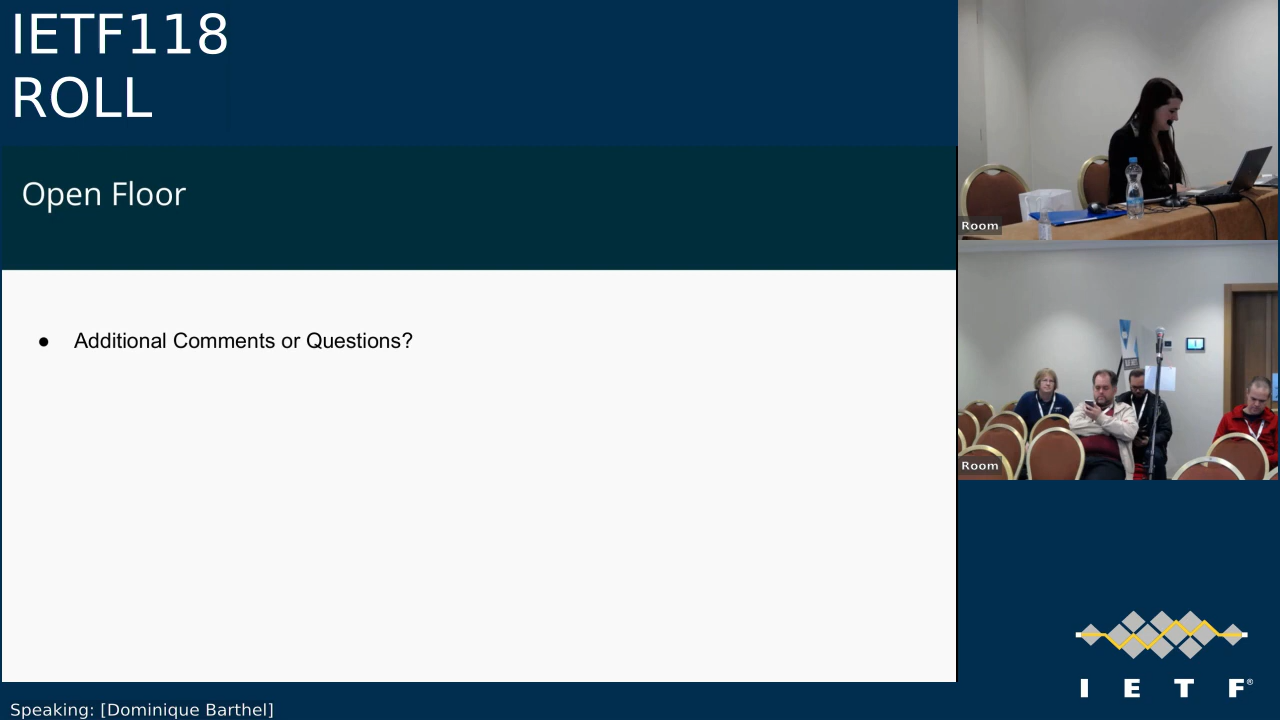 IETF118
ROLL
Open Floor
● Additional Comments or Questions?
Room
Room
I E T F®
Speaking: [Dominique Barthel]